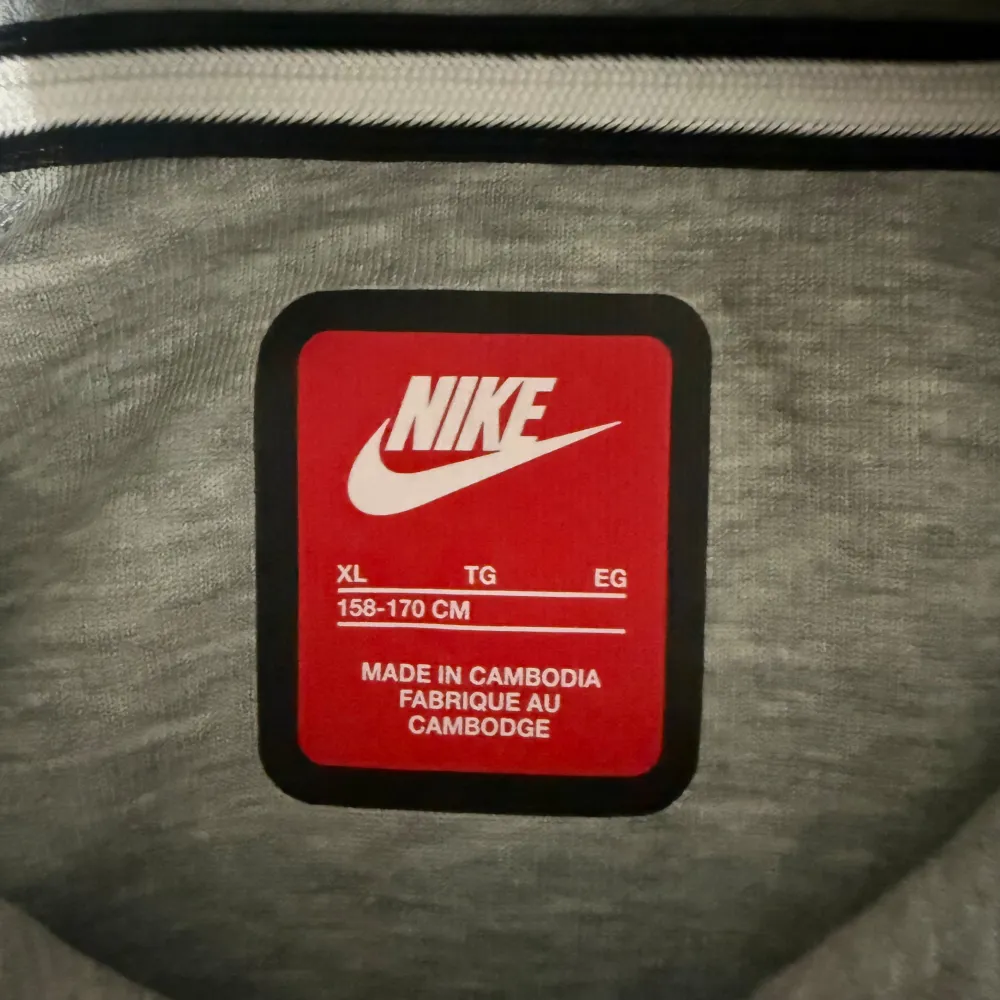 NIKE
XL TG EG
158-170 CM
MADE IN CAMBODIA
FABRIQUE AU
CAMBODGE